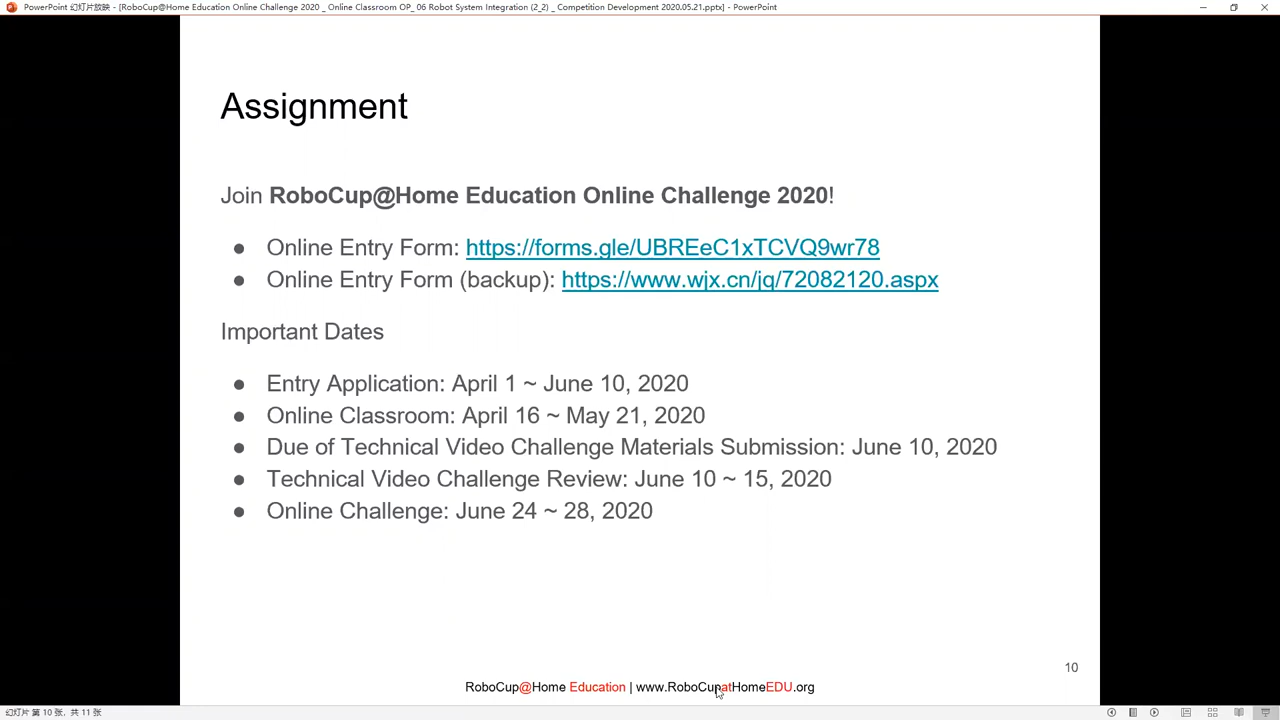 PowerPoint 幻灯片放映 - [RoboCup@Home Education Online Challenge 2020 _ Online Classroom OP_ 06 Robot System Integration (2_2) _ Competition Development 2020.05.21.pptx] - PowerPoint
Assignment
Join RoboCup@Home Education Online Challenge 2020!
● Online Entry Form: https://forms.gle/UBREeC1xTCVQ9wr78
● Online Entry Form (backup): https://www.wjx.cn/jq/72082120.aspx
Important Dates
● Entry Application: April 1 ~ June 10, 2020
● Online Classroom: April 16 ~ May 21, 2020
● Due of Technical Video Challenge Materials Submission: June 10, 2020
● Technical Video Challenge Review: June 10 ~ 15, 2020
● Online Challenge: June 24 ~ 28, 2020
10
RoboCup@Home Education | www.RoboCupatHomeEDU.org
幻灯片 第 10 张，共 11 张